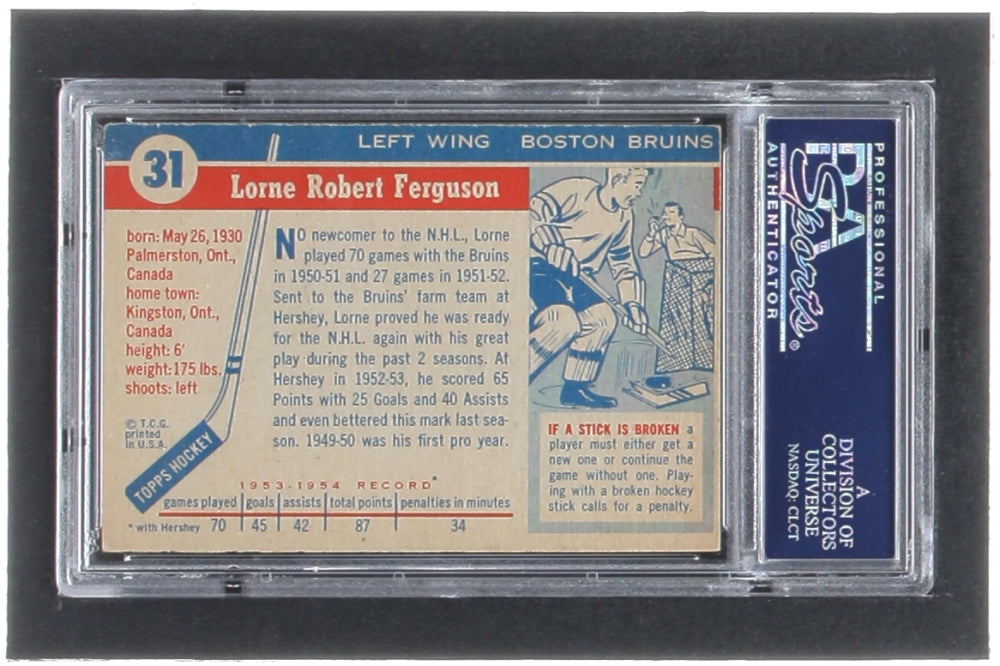 31
LEFT WING BOSTON BRUINS
Lorne Robert Ferguson
born: May 26, 1930
Palmerston, Ont.,
Canada
home town:
Kingston, Ont.,
Canada
height: 6'
weight: 175 lbs.
shoots: left
© T.C.G.
printed
in U.S.A.
TOPPS HOCKEY
NO newcomer to the N.H.L., Lorne
played 70 games with the Bruins
in 1950-51 and 27 games in 1951-52.
Sent to the Bruins' farm team at
Hershey, Lorne proved he was ready
for the N.H.L. again with his great
play during the past 2 seasons. At
Hershey in 1952-53, he scored 65
Points with 25 Goals and 40 Assists
and even bettered this mark last sea-
son. 1949-50 was his first pro year.
1953-1954 RECORD*
games played goals assists total points penalties in minutes
* with Hershey 70 45 42 87 34
IF A STICK IS BROKEN a
player must either get a
new one or continue the
game without one. Play-
ing with a broken hockey
stick calls for a penalty.
PROFESSIONAL
PSA
Sports®
AUTHENTICATOR
A
DIVISION OF
COLLECTORS
UNIVERSE
NASDAQ: CLCT